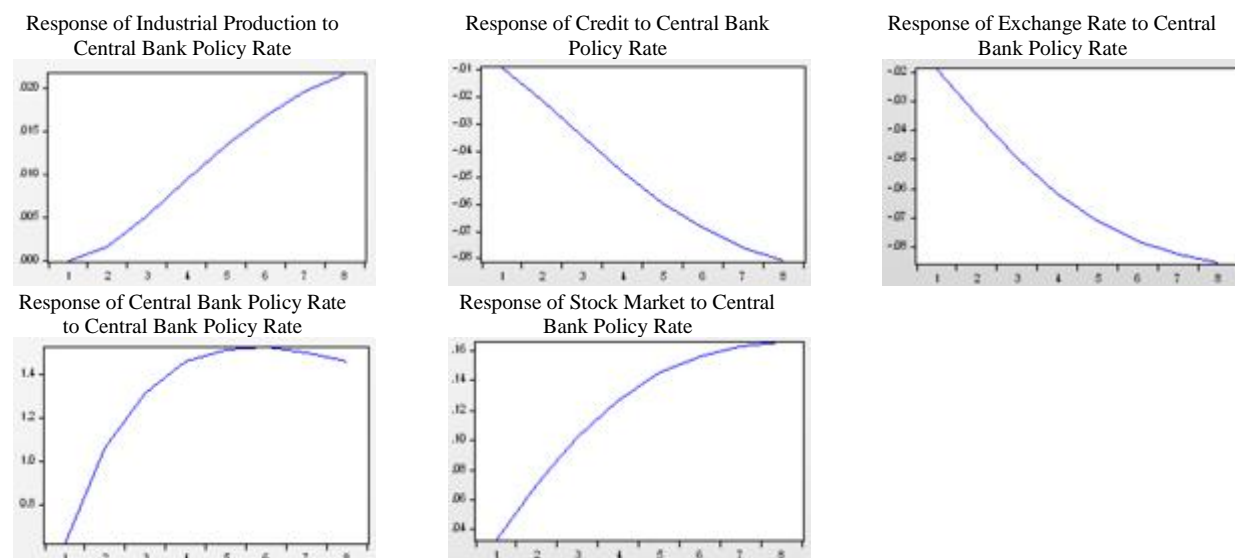 Response of Industrial Production to
Central Bank Policy Rate
Response of Credit to Central Bank
Policy Rate
Response of Exchange Rate to Central
Bank Policy Rate
.020
.015
.010
.005
.000
1 2 3 4 5 6 7 8
-.01
-.02
-.03
-.04
-.05
-.06
-.07
-.08
1 2 3 4 5 6 7 8
-.02
-.03
-.04
-.05
-.06
-.07
-.08
1 2 3 4 5 6 7 8
Response of Central Bank Policy Rate
to Central Bank Policy Rate
Response of Stock Market to Central
Bank Policy Rate
1.4
1.2
1.0
0.8
1 2 3 4 5 6 7 8
.16
.14
.12
.10
.08
.06
.04
1 2 3 4 5 6 7 8